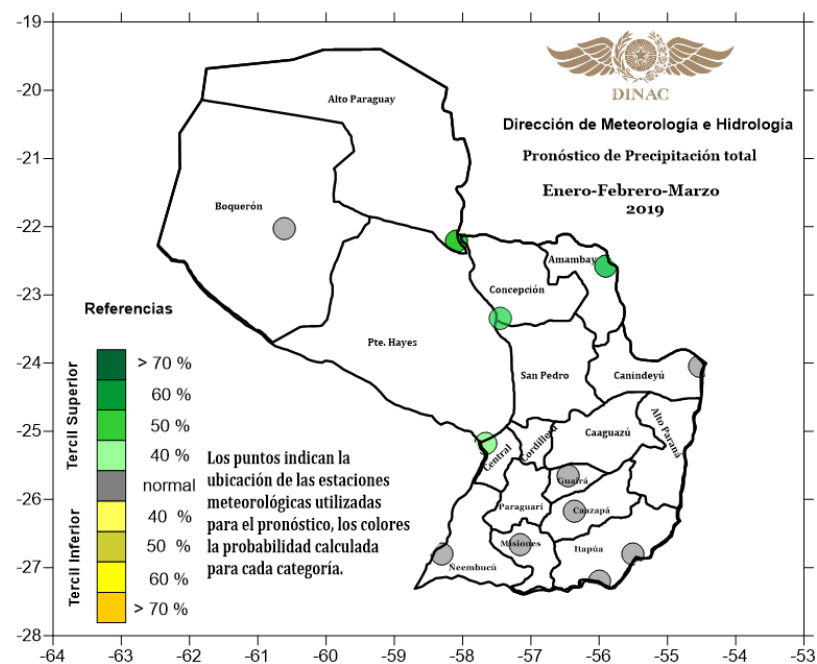 DINAC
Dirección de Meteorología e Hidrología
Pronóstico de Precipitación total
Enero-Febrero-Marzo
2019
-19
-20
-21
-22
-23
-24
-25
-26
-27
-28
Alto Paraguay
Boquerón
Amambay
Concepción
Pte. Hayes
San Pedro
Canindeyú
Alto Paraná
Caaguazú
Cordillera
Central
Guairá
Paraguarí
Caazapá
Misiones
Itapúa
Ñeembucú
Referencias
Tercil Superior
> 70 %
60 %
50 %
40 %
normal
Tercil Inferior
40 %
50 %
60 %
> 70 %
Los puntos indican la
ubicación de las estaciones
meteorológicas utilizadas
para el pronóstico, los colores
la probabilidad calculada
para cada categoría.
-64
-63
-62
-61
-60
-59
-58
-57
-56
-55
-54
-53